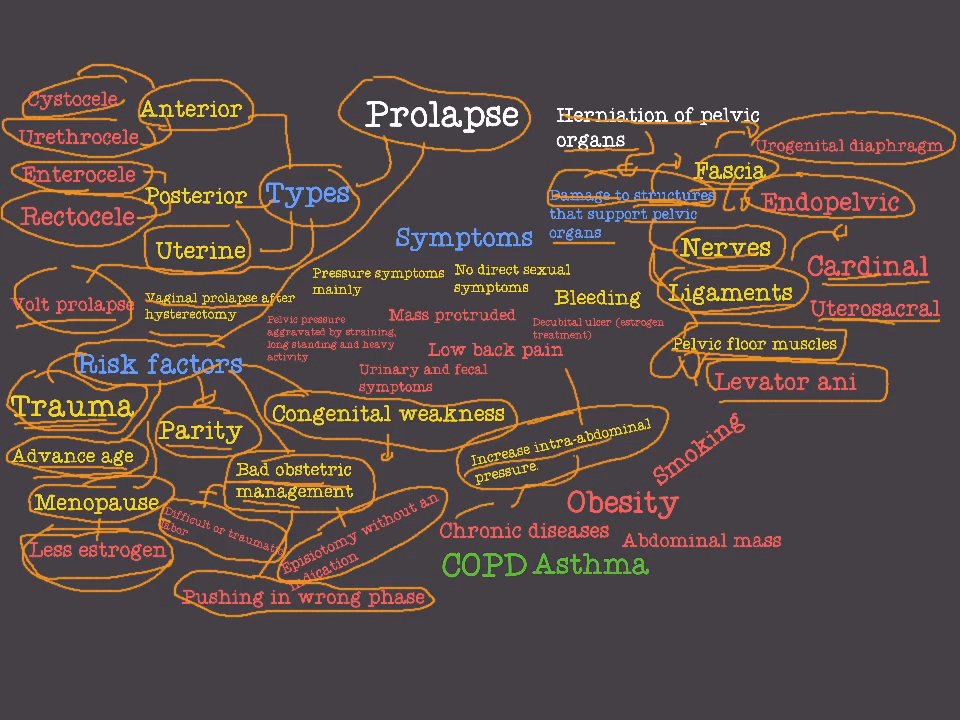 Prolapse
Herniation of pelvic
organs
Cystocele
Anterior
Urethrocele
Urogenital diaphragm
Fascia
Enterocele
Posterior
Types
Damage to structures
that support pelvic
organs
Endopelvic
Rectocele
Symptoms
Uterine
Nerves
Cardinal
Pressure symptoms
mainly
No direct sexual
symptoms
Bleeding
Ligaments
Volt prolapse
Vaginal prolapse after
hysterectomy
Uterosacral
Pelvic pressure
aggravated by straining,
long standing and heavy
activity
Mass protruded
Decubital ulcer (estrogen
treatment)
Pelvic floor muscles
Low back pain
Risk factors
Urinary and fecal
symptoms
Levator ani
Trauma
Parity
Congenital weakness
Increase intra-abdominal
pressure.
Smoking
Advance age
Bad obstetric
management
Menopause
Obesity
Difficult or traumatic
labor
Episiotomy without an
indication
Chronic diseases
Abdominal mass
Less estrogen
COPD Asthma
Pushing in wrong phase